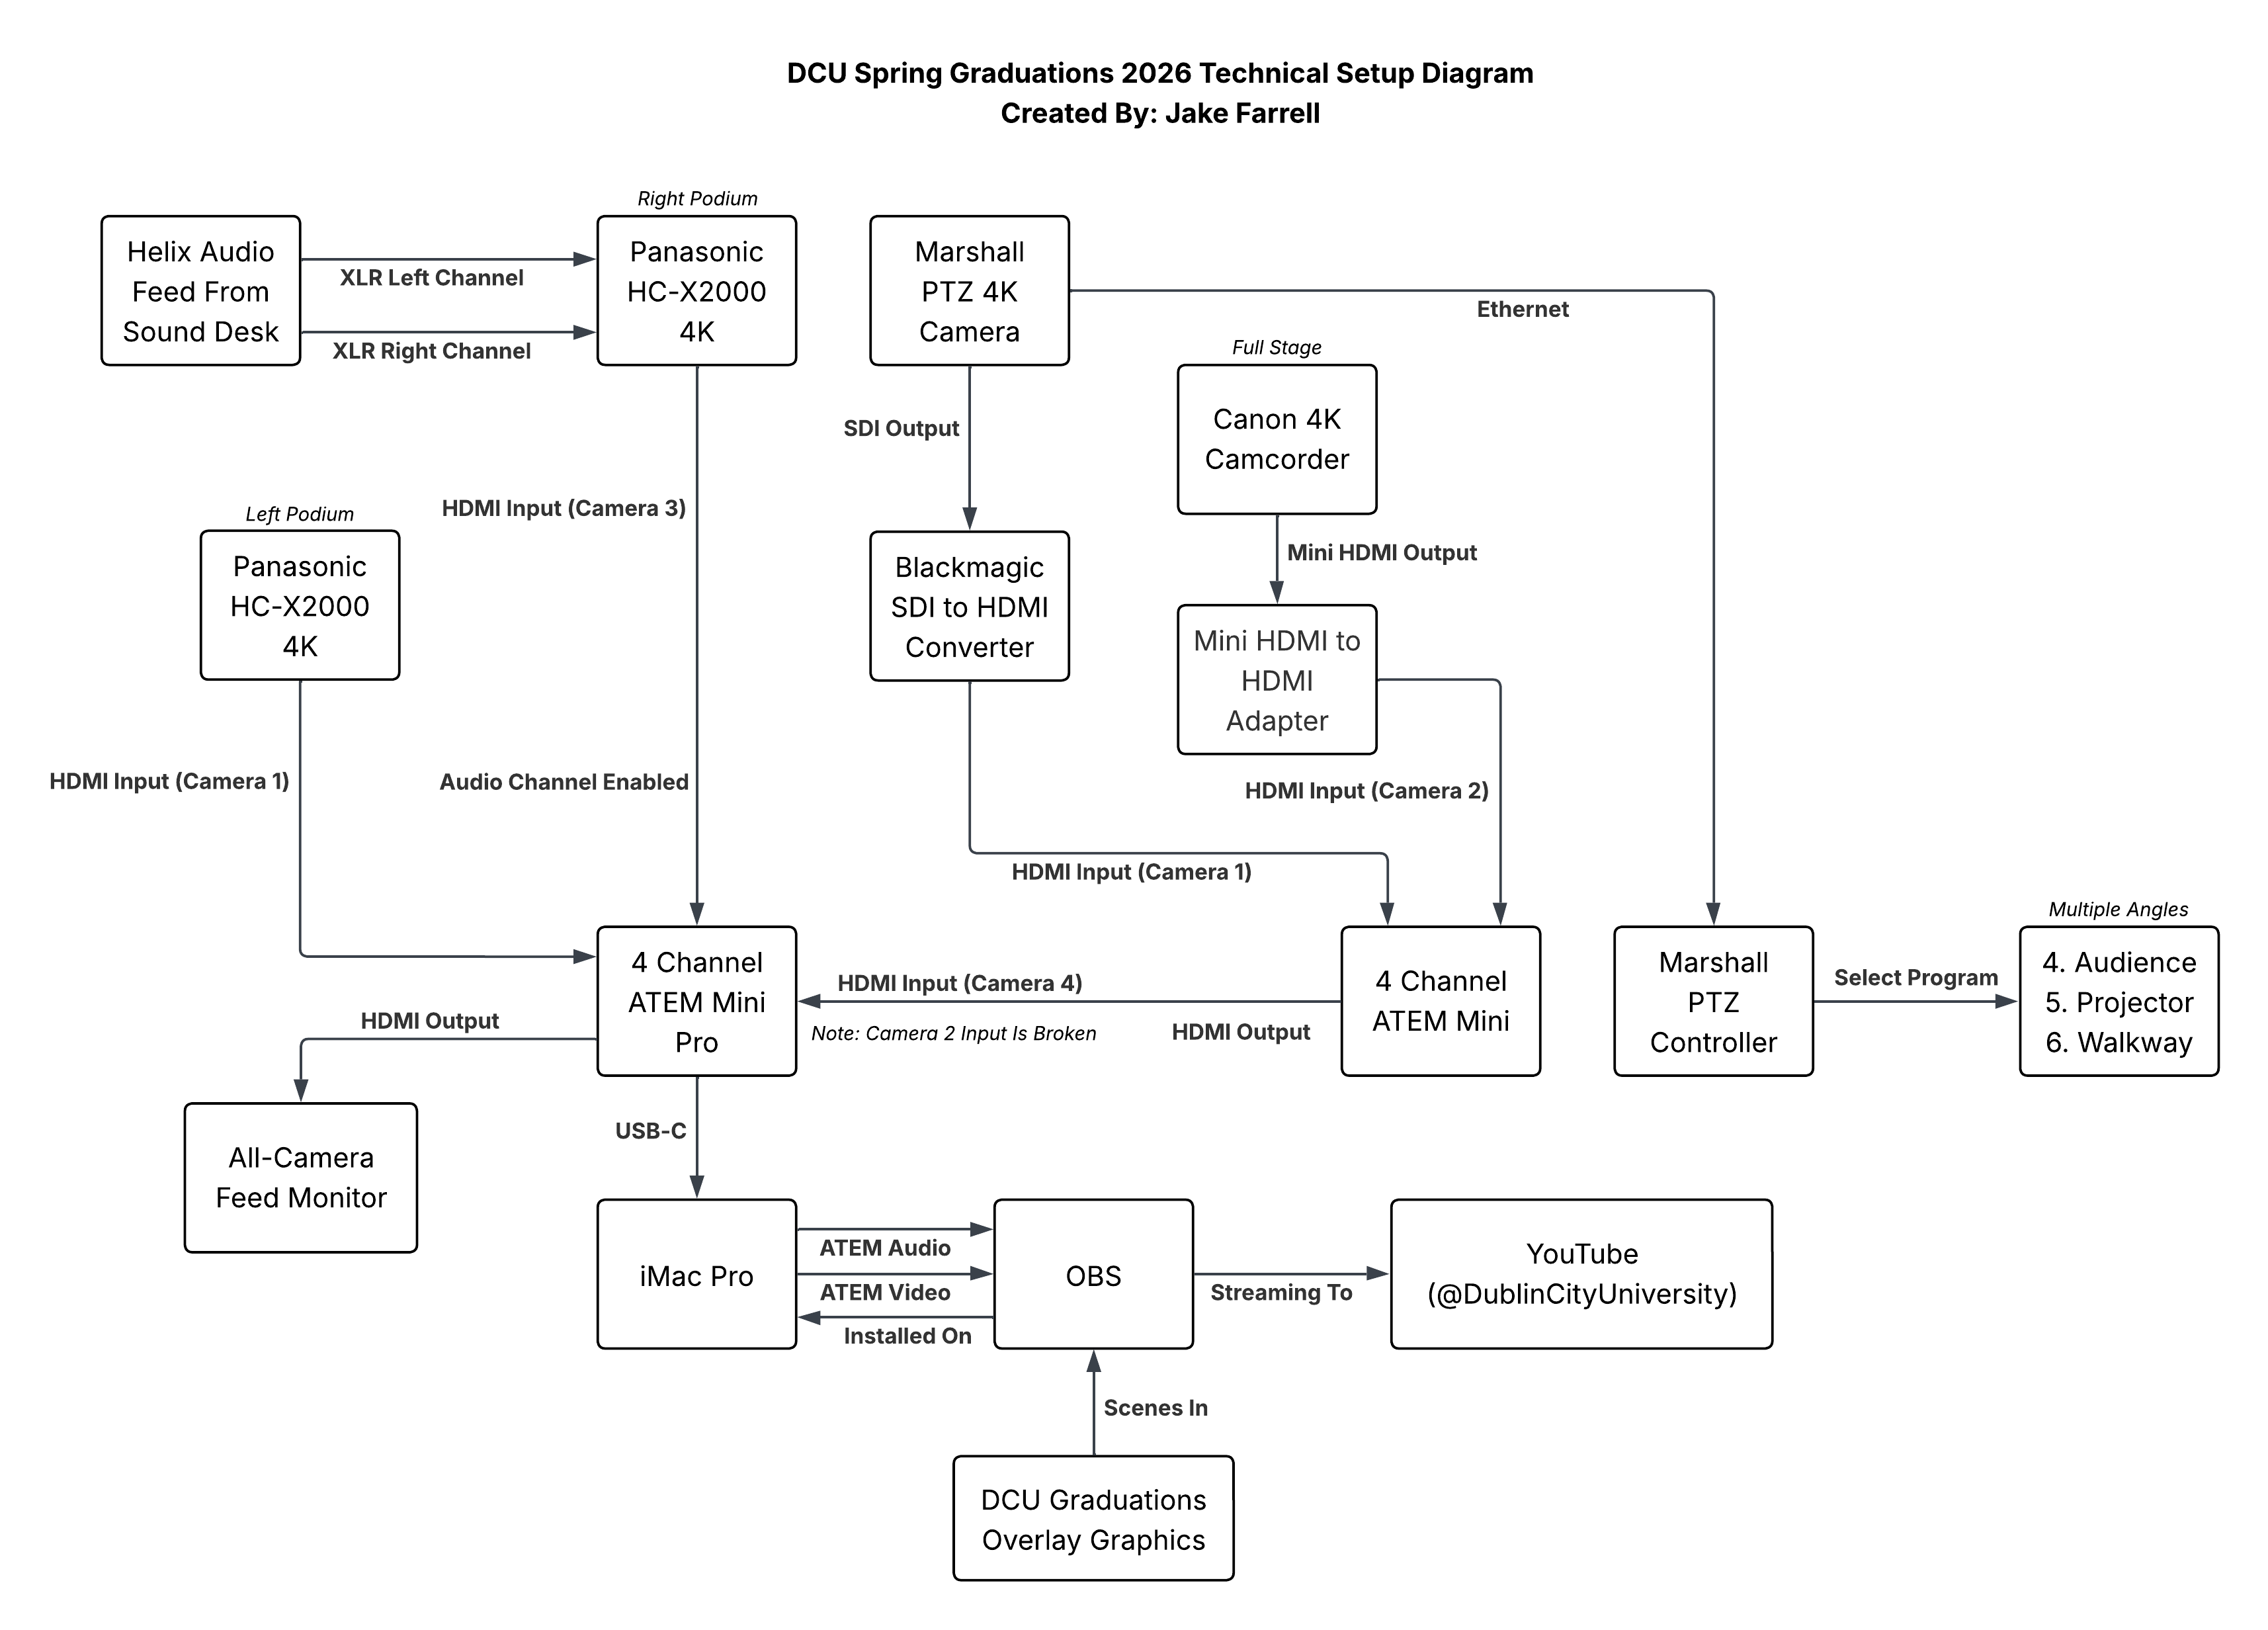 DCU Spring Graduations 2026 Technical Setup Diagram
Created By: Jake Farrell
Right Podium
Helix Audio
Feed From
Sound Desk
XLR Left Channel
XLR Right Channel
Panasonic
HC-X2000
4K
Marshall
PTZ 4K
Camera
Ethernet
Full Stage
Canon 4K
Camcorder
SDI Output
HDMI Input (Camera 3)
Left Podium
Panasonic
HC-X2000
4K
Blackmagic
SDI to HDMI
Converter
Mini HDMI Output
Mini HDMI to
HDMI
Adapter
HDMI Input (Camera 1)
Audio Channel Enabled
HDMI Input (Camera 2)
HDMI Input (Camera 1)
Multiple Angles
4 Channel
ATEM Mini
Pro
HDMI Input (Camera 4)
Note: Camera 2 Input Is Broken
HDMI Output
4 Channel
ATEM Mini
Marshall
PTZ
Controller
Select Program
4. Audience
5. Projector
6. Walkway
HDMI Output
All-Camera
Feed Monitor
USB-C
iMac Pro
ATEM Audio
ATEM Video
Installed On
OBS
Streaming To
YouTube
(@DublinCityUniversity)
Scenes In
DCU Graduations
Overlay Graphics